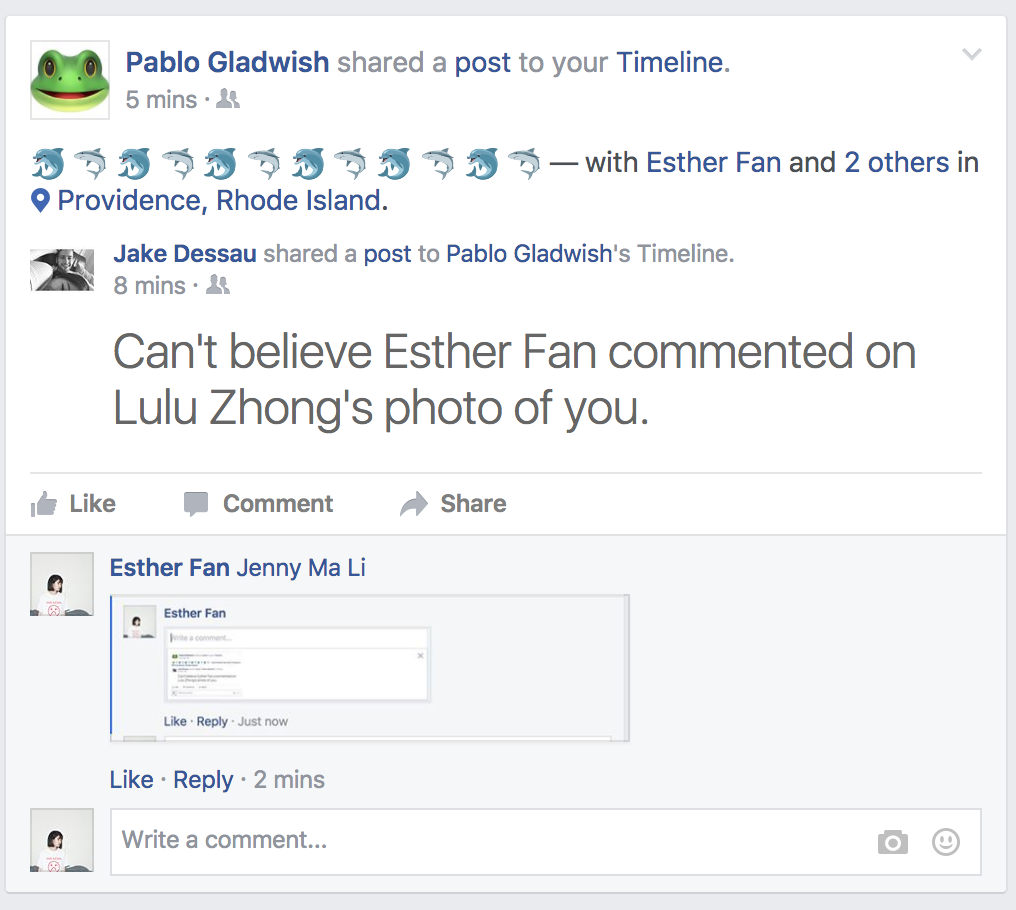 Pablo Gladwish shared a post to your Timeline.
5 mins ·
🐬🦈🐬🦈🐬🦈🐬🦈🐬🦈🐬🦈 — with Esther Fan and 2 others in
Providence, Rhode Island.
Jake Dessau shared a post to Pablo Gladwish's Timeline.
8 mins ·
Can't believe Esther Fan commented on
Lulu Zhong's photo of you.
Like Comment Share
Esther Fan Jenny Ma Li
Esther Fan
Write a comment...
Can't believe Esther Fan commented on
Lulu Zhong's photo of you.
Like · Reply · Just now
Like · Reply · 2 mins
Write a comment...